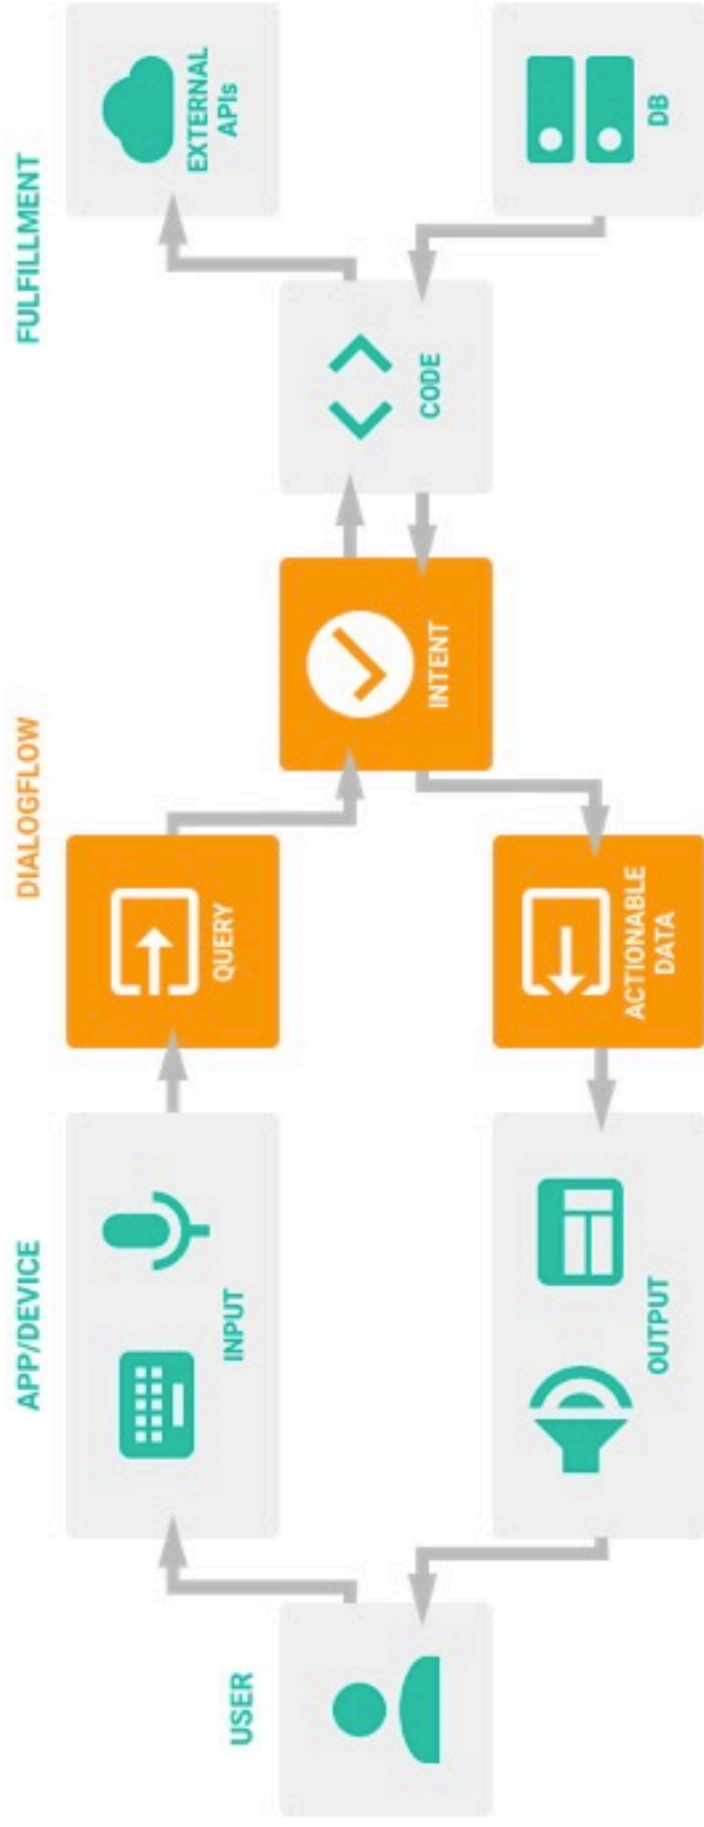 USER
APP/DEVICE
DIALOGFLOW
FULFILLMENT
INPUT
QUERY
INTENT
CODE
EXTERNAL
APIs
OUTPUT
ACTIONABLE
DATA
DB